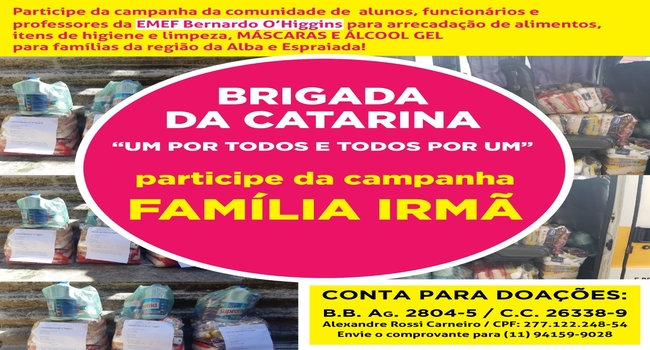 Participe da campanha da comunidade de alunos, funcionários e
professores da EMEF Bernardo O'Higgins para arrecadação de alimentos,
itens de higiene e limpeza, MÁSCARAS E ÁLCOOL GEL
para famílias da região da Alba e Espraiada!
BRIGADA
DA CATARINA
"UM POR TODOS E TODOS POR UM"
participe da campanha
FAMÍLIA IRMÃ
CONTA PARA DOAÇÕES:
B.B. AG. 2804-5 / C.C. 26338-9
Alexandre Rossi Carneiro / CPF: 277.122.248-54
Envie o comprovante para (11) 94159-9028